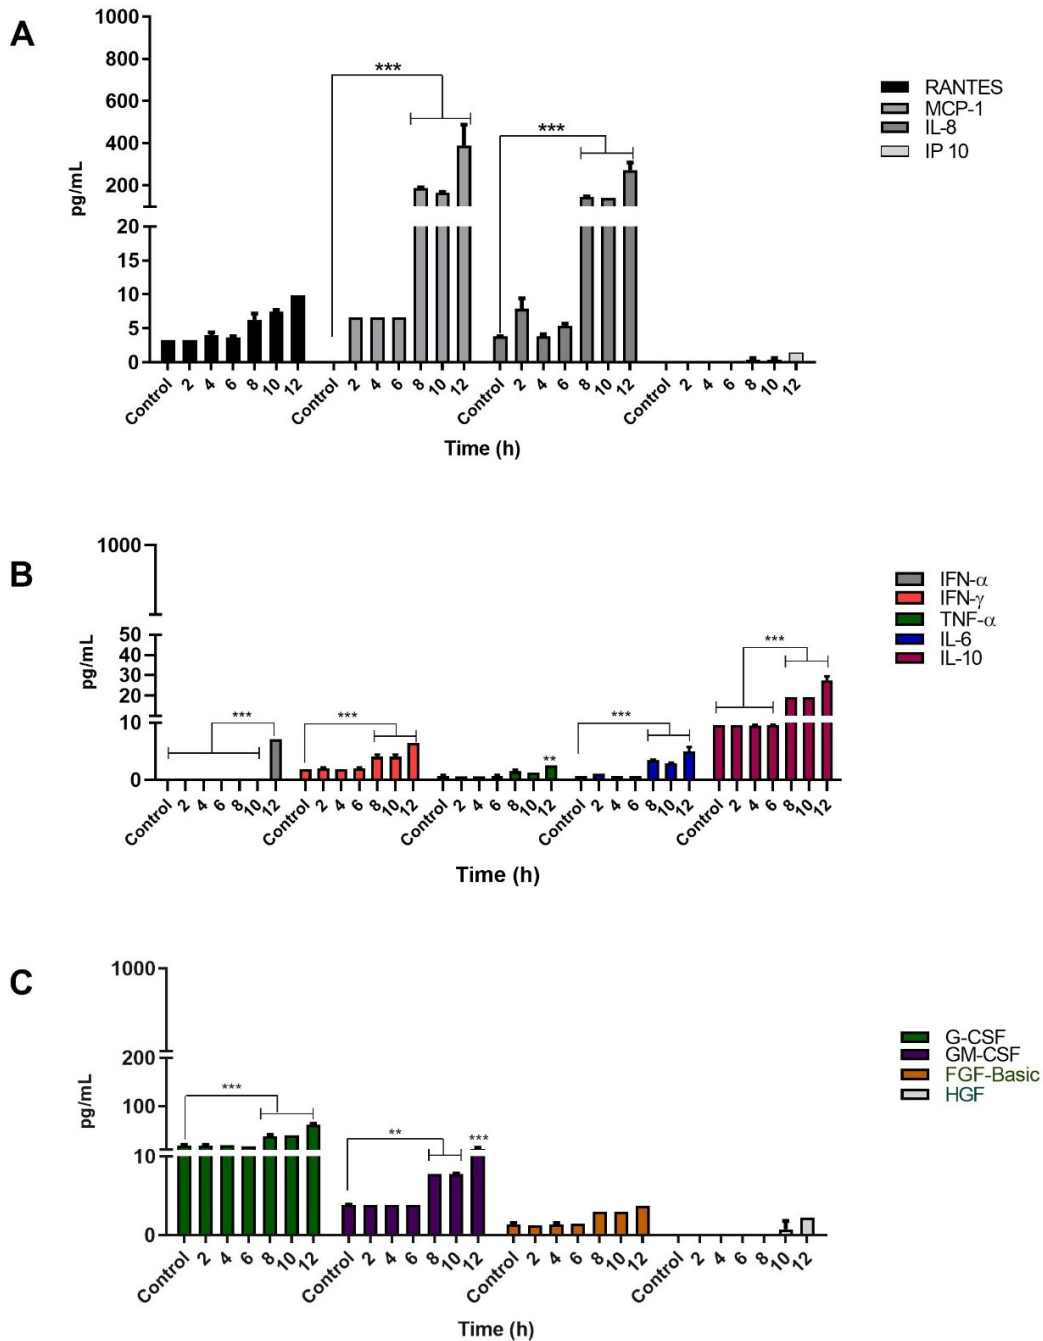 A
1000
800
600
400
200
20
15
10
5
0
pg/mL
***
***
Control 2 4 6 8 10 12 Control 2 4 6 8 10 12 Control 2 4 6 8 10 12 Control 2 4 6 8 10 12
Time (h)
RANTES
MCP-1
IL-8
IP 10
B
1000
50
40
30
20
10
0
pg/mL
***
***
**
***
***
Control 2 4 6 8 10 12 Control 2 4 6 8 10 12 Control 2 4 6 8 10 12 Control 2 4 6 8 10 12 Control 2 4 6 8 10 12
Time (h)
IFN-α
IFN-γ
TNF-α
IL-6
IL-10
C
1000
200
100
10
0
pg/mL
***
**
***
Control 2 4 6 8 10 12 Control 2 4 6 8 10 12 Control 2 4 6 8 10 12 Control 2 4 6 8 10 12
Time (h)
G-CSF
GM-CSF
FGF-Basic
HGF